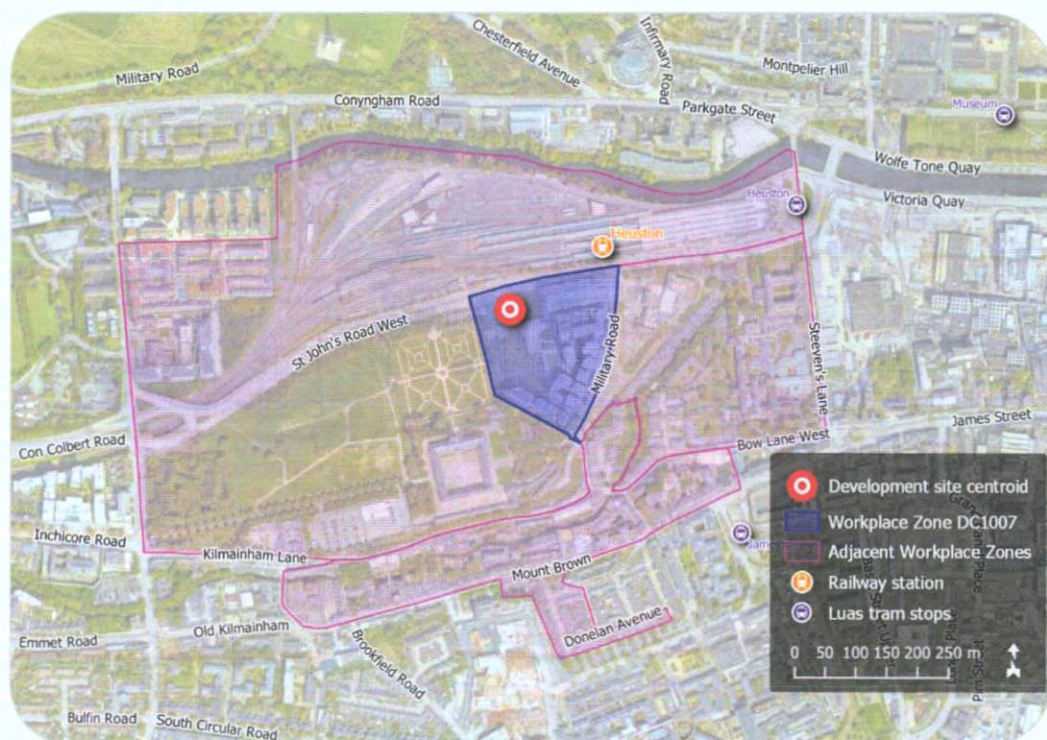 Military Road
Chesterfield Avenue
Infirmary Road
Montpelier Hill
Conyngham Road
Parkgate Street
Museum
Wolfe Tone Quay
Heuston
Victoria Quay
Heuston
St John's Road West
Military Road
Steeven's Lane
Con Colbert Road
James Street
Bow Lane West
Inchicore Road
Kilmainham Lane
Mount Brown
Emmet Road
Old Kilmainham
Brookfield Road
Donelan Avenue
Bulfin Road
South Circular Road
Development site centroid
Workplace Zone DC1007
Adjacent Workplace Zones
Railway station
Luas tram stops
0 50 100 150 200 250 m